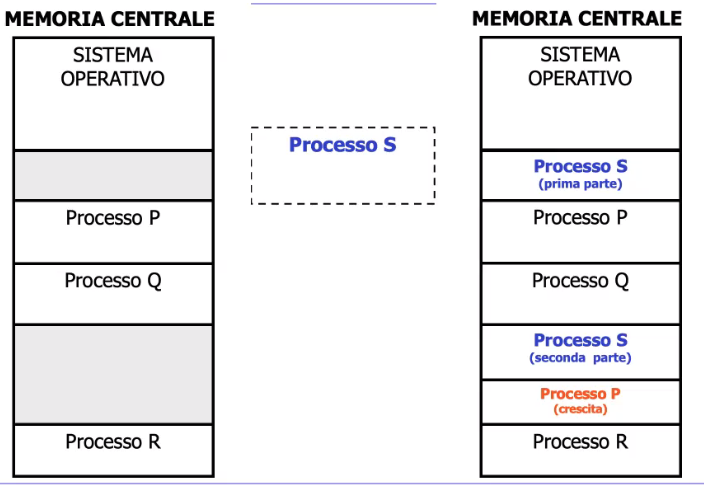 MEMORIA CENTRALE
SISTEMA
OPERATIVO
Processo P
Processo Q
Processo R
Processo S
MEMORIA CENTRALE
SISTEMA
OPERATIVO
Processo S
(prima parte)
Processo P
Processo Q
Processo S
(seconda parte)
Processo P
(crescita)
Processo R